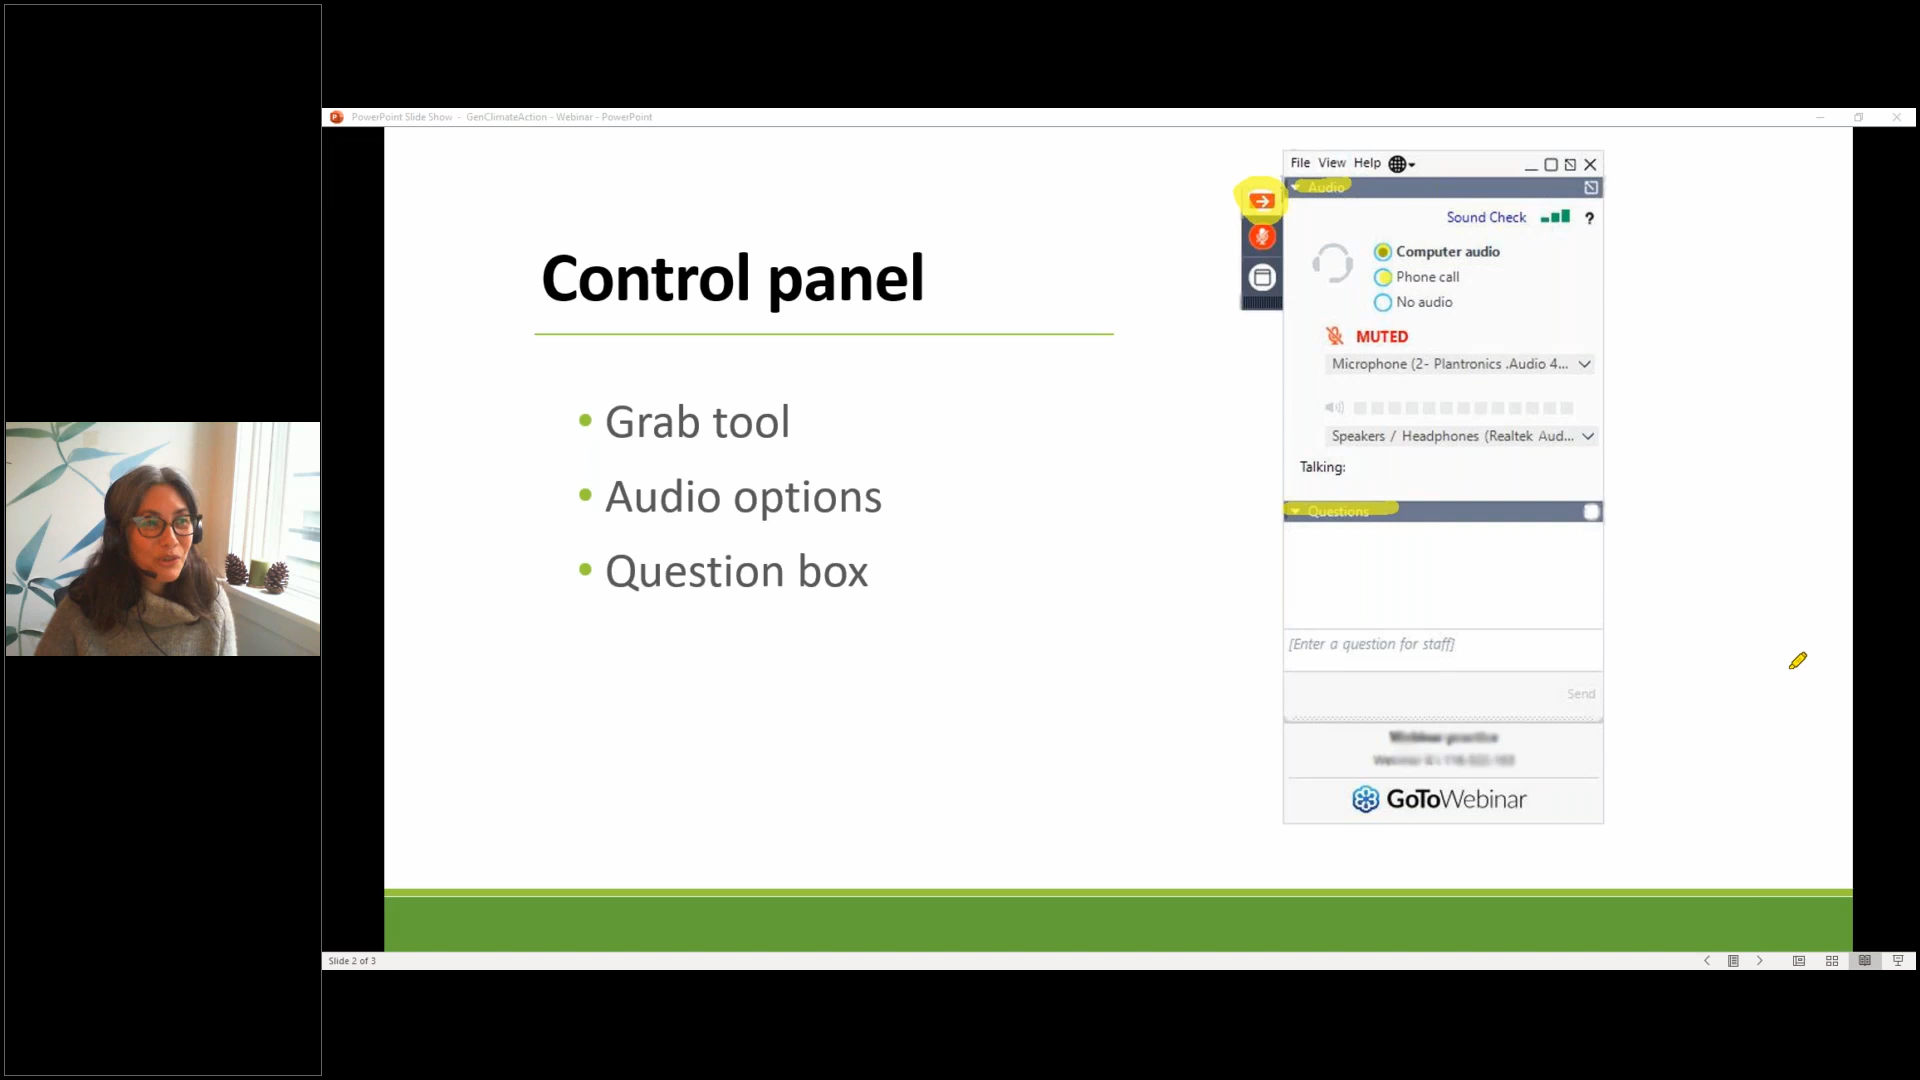 PowerPoint Slide Show - GenClimateAction - Webinar - PowerPoint
Control panel
• Grab tool
• Audio options
• Question box
File View Help
Audio
Sound Check ?
Computer audio
Phone call
No audio
MUTED
Microphone (2- Plantronics .Audio 4...
Speakers / Headphones (Realtek Aud...
Talking:
Questions
[Enter a question for staff]
Send
GoToWebinar
Slide 2 of 3